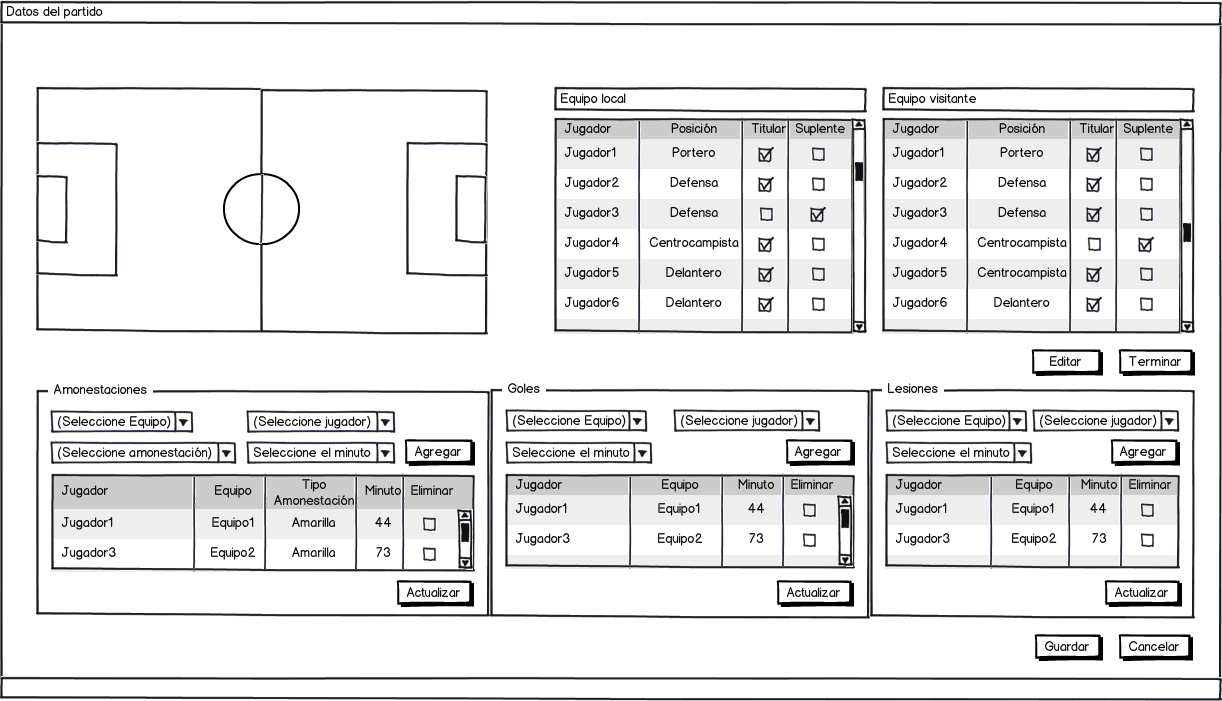 Datos del partido
Equipo local
Jugador Posición Titular Suplente
Jugador1 Portero
Jugador2 Defensa
Jugador3 Defensa
Jugador4 Centrocampista
Jugador5 Delantero
Jugador6 Delantero
Equipo visitante
Jugador Posición Titular Suplente
Jugador1 Portero
Jugador2 Defensa
Jugador3 Defensa
Jugador4 Centrocampista
Jugador5 Centrocampista
Jugador6 Delantero
Editar Terminar
Amonestaciones
(Seleccione Equipo) (Seleccione jugador)
(Seleccione amonestación) Seleccione el minuto Agregar
Jugador Equipo Tipo Amonestación Minuto Eliminar
Jugador1 Equipo1 Amarilla 44
Jugador3 Equipo2 Amarilla 73
Actualizar
Goles
(Seleccione Equipo) (Seleccione jugador)
Seleccione el minuto Agregar
Jugador Equipo Minuto Eliminar
Jugador1 Equipo1 44
Jugador3 Equipo2 73
Actualizar
Lesiones
(Seleccione Equipo) (Seleccione jugador)
Seleccione el minuto Agregar
Jugador Equipo Minuto Eliminar
Jugador1 Equipo1 44
Jugador3 Equipo2 73
Actualizar
Guardar Cancelar